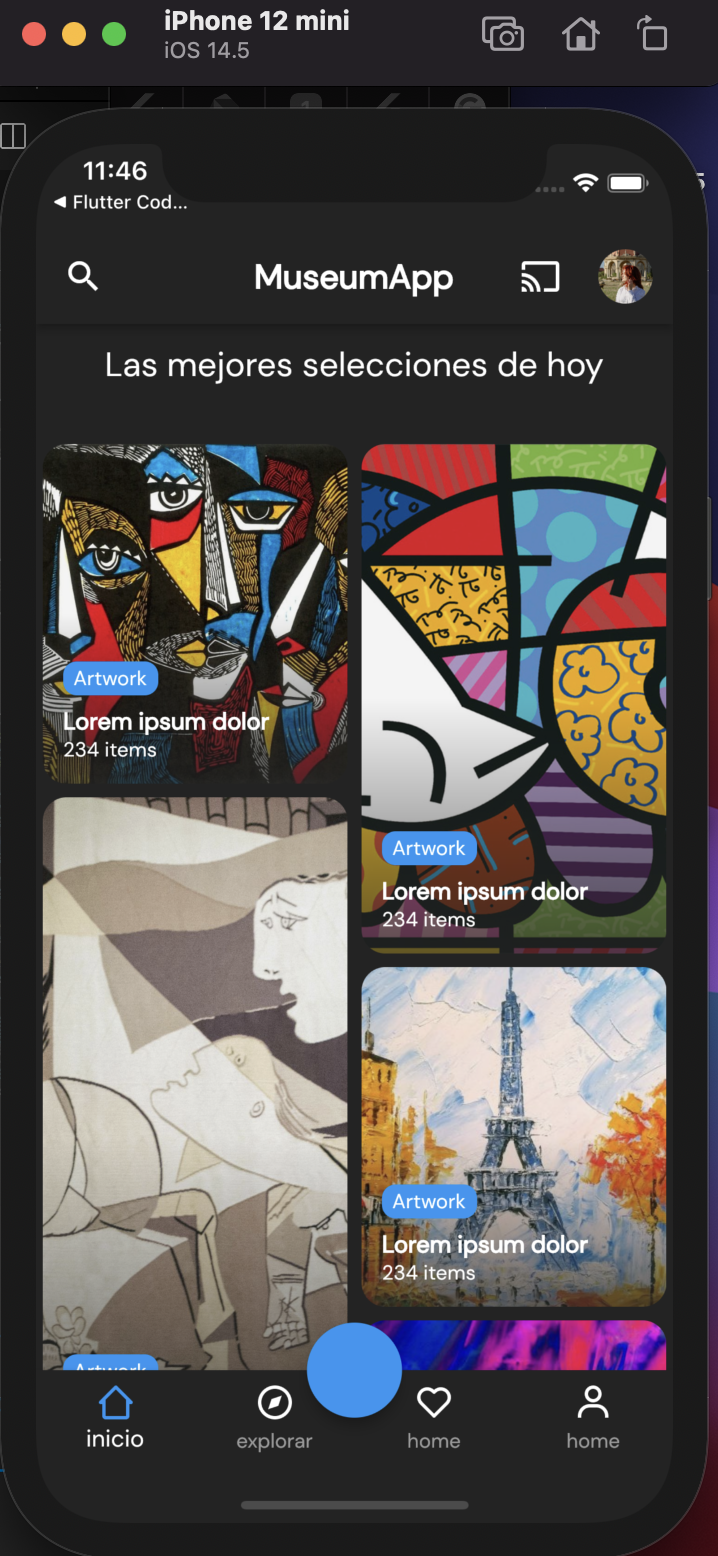 iPhone 12 mini
iOS 14.5
11:46
◀ Flutter Cod...
MuseumApp
Las mejores selecciones de hoy
Artwork
Lorem ipsum dolor
234 items
Artwork
Lorem ipsum dolor
234 items
Artwork
Lorem ipsum dolor
234 items
Artwork
inicio
explorar
home
home